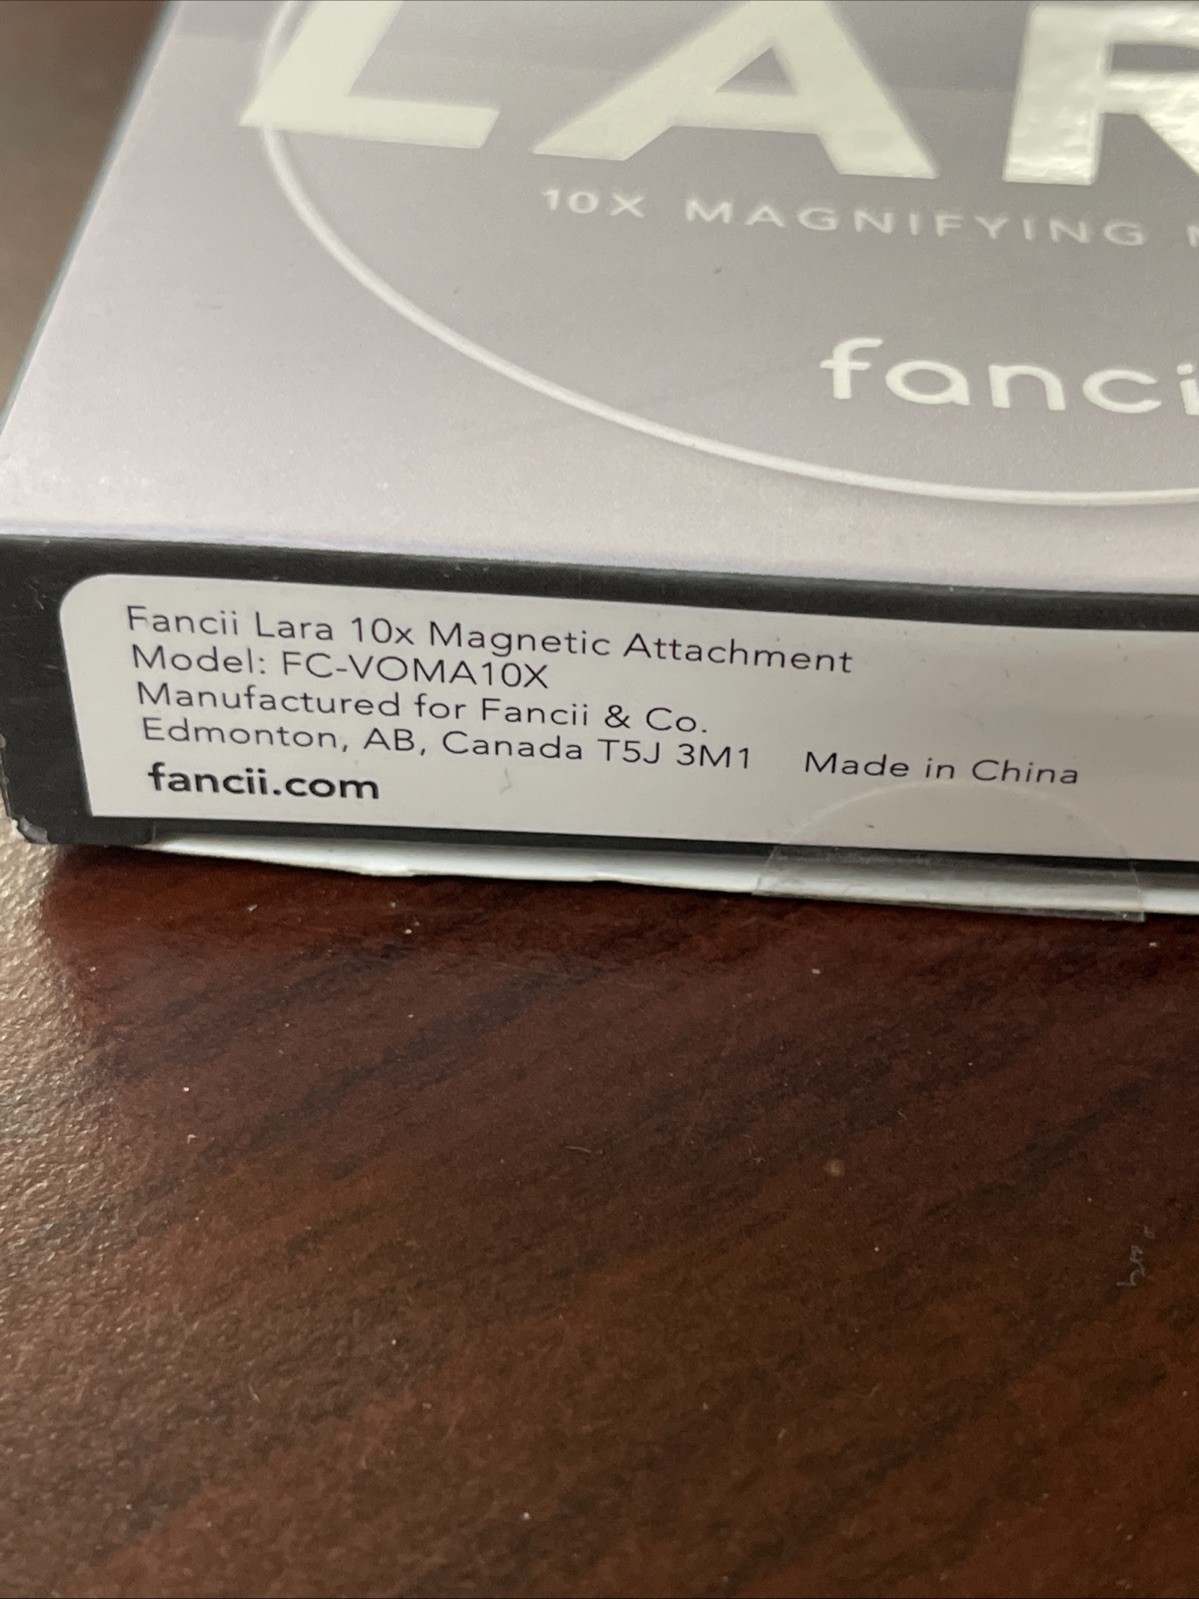 LAR
10X MAGNIFYING
fancii
Fancii Lara 10x Magnetic Attachment
Model: FC-VOMA10X
Manufactured for Fancii & Co.
Edmonton, AB, Canada T5J 3M1 Made in China
fancii.com